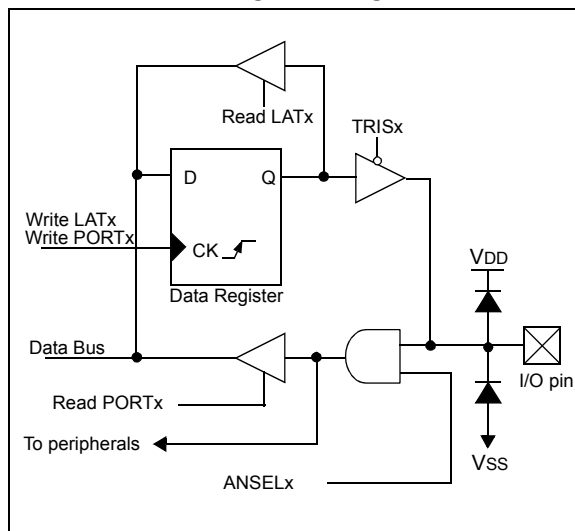 Read LATx
TRISx
D
Q
Write LATx
Write PORTx
CK
Data Register
VDD
Data Bus
I/O pin
Read PORTx
To peripherals
VSS
ANSELx